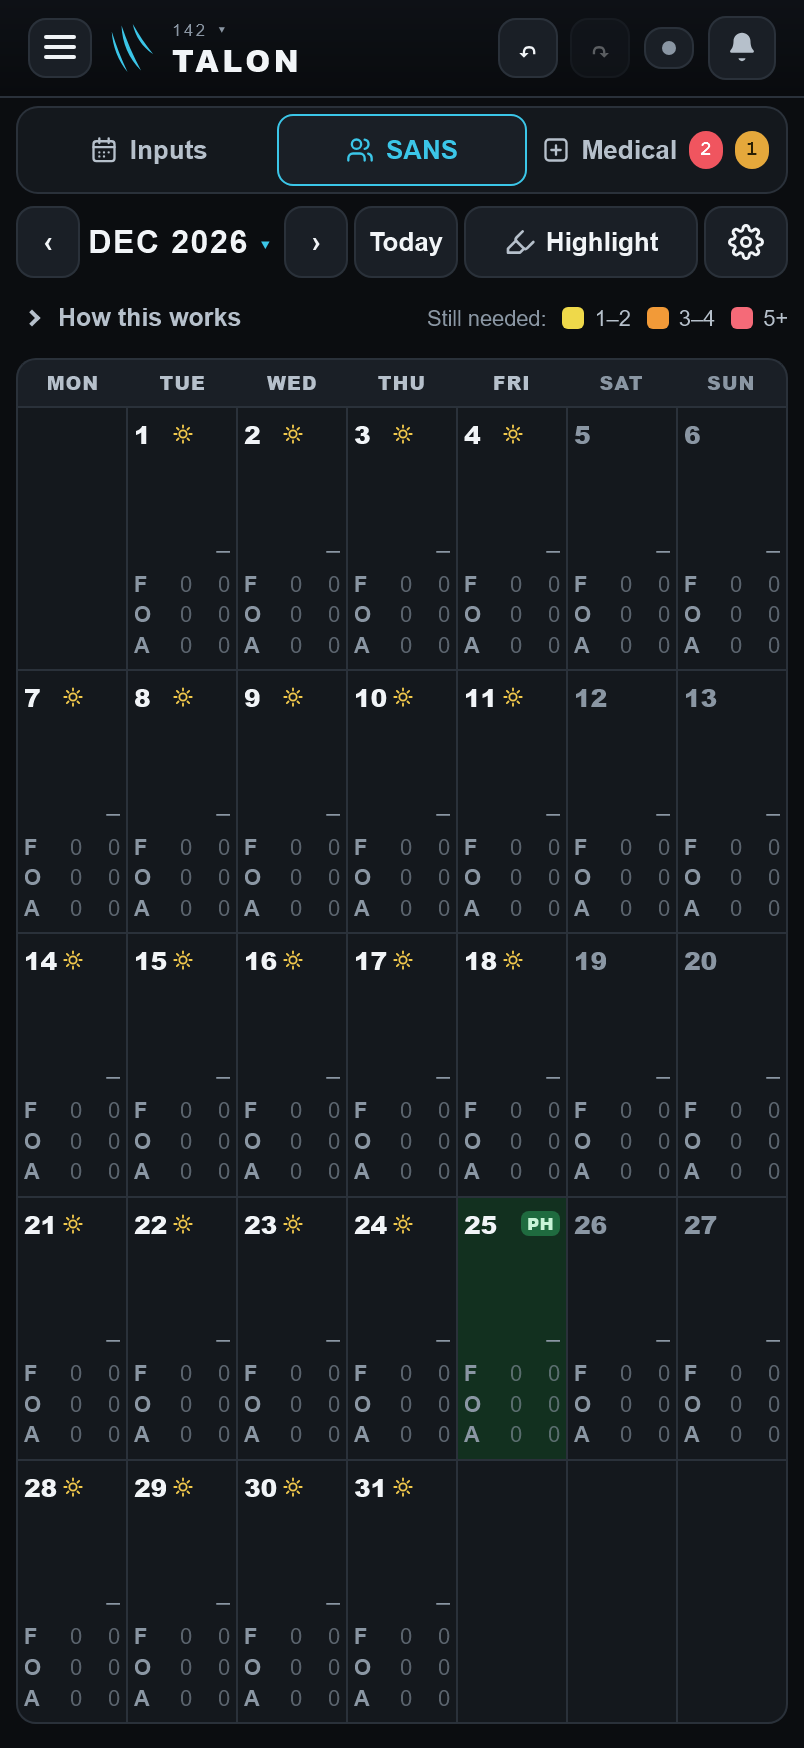 142 ▾
TALON
Inputs SANS Medical 2 1
‹ DEC 2026 ▾ › Today Highlight
How this works Still needed: 1–2 3–4 5+
MON TUE WED THU FRI SAT SUN
1 2 3 4 5 6
– – – – – –
F 0 0 F 0 0 F 0 0 F 0 0 F 0 0 F 0 0
O 0 0 O 0 0 O 0 0 O 0 0 O 0 0 O 0 0
A 0 0 A 0 0 A 0 0 A 0 0 A 0 0 A 0 0
7 8 9 10 11 12 13
– – – – – – –
F 0 0 F 0 0 F 0 0 F 0 0 F 0 0 F 0 0 F 0 0
O 0 0 O 0 0 O 0 0 O 0 0 O 0 0 O 0 0 O 0 0
A 0 0 A 0 0 A 0 0 A 0 0 A 0 0 A 0 0 A 0 0
14 15 16 17 18 19 20
– – – – – – –
F 0 0 F 0 0 F 0 0 F 0 0 F 0 0 F 0 0 F 0 0
O 0 0 O 0 0 O 0 0 O 0 0 O 0 0 O 0 0 O 0 0
A 0 0 A 0 0 A 0 0 A 0 0 A 0 0 A 0 0 A 0 0
21 22 23 24 25 PH 26 27
– – – – – – –
F 0 0 F 0 0 F 0 0 F 0 0 F 0 0 F 0 0 F 0 0
O 0 0 O 0 0 O 0 0 O 0 0 O 0 0 O 0 0 O 0 0
A 0 0 A 0 0 A 0 0 A 0 0 A 0 0 A 0 0 A 0 0
28 29 30 31
– – – –
F 0 0 F 0 0 F 0 0 F 0 0
O 0 0 O 0 0 O 0 0 O 0 0
A 0 0 A 0 0 A 0 0 A 0 0